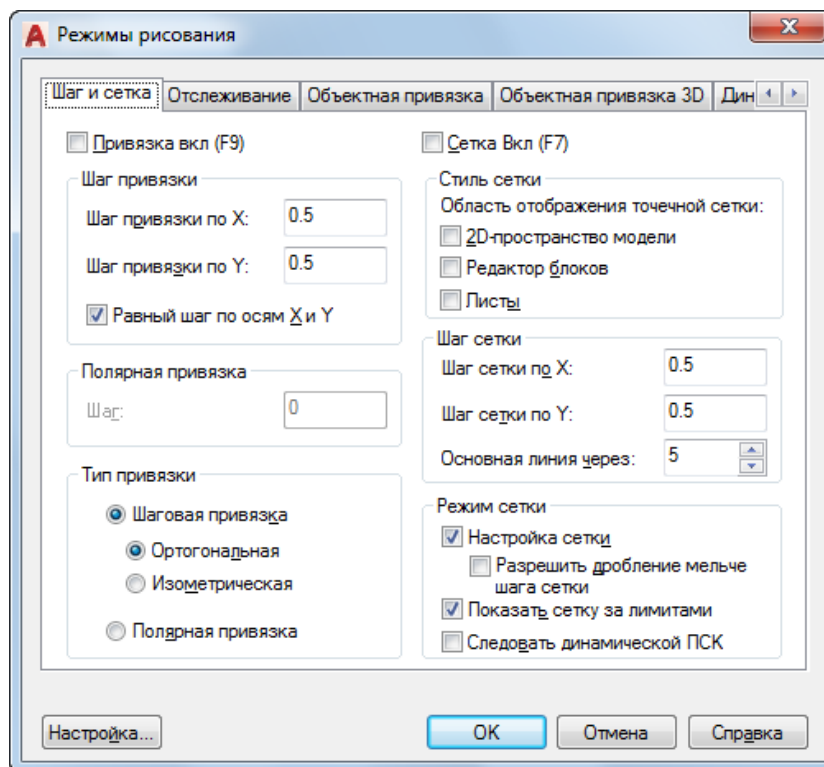 Режимы рисования
Шаг и сетка
Отслеживание
Объектная привязка
Объектная привязка 3D
Дин
Привязка вкл (F9)
Шаг привязки
Шаг привязки по X:
0.5
Шаг привязки по Y:
0.5
Равный шаг по осям X и Y
Полярная привязка
Шаг:
0
Тип привязки
Шаговая привязка
Ортогональная
Изометрическая
Полярная привязка
Сетка Вкл (F7)
Стиль сетки
Область отображения точечной сетки:
2D-пространство модели
Редактор блоков
Листы
Шаг сетки
Шаг сетки по X:
0.5
Шаг сетки по Y:
0.5
Основная линия через:
5
Режим сетки
Настройка сетки
Разрешить дробление мельче
шага сетки
Показать сетку за лимитами
Следовать динамической ПСК
Настройка...
OK
Отмена
Справка